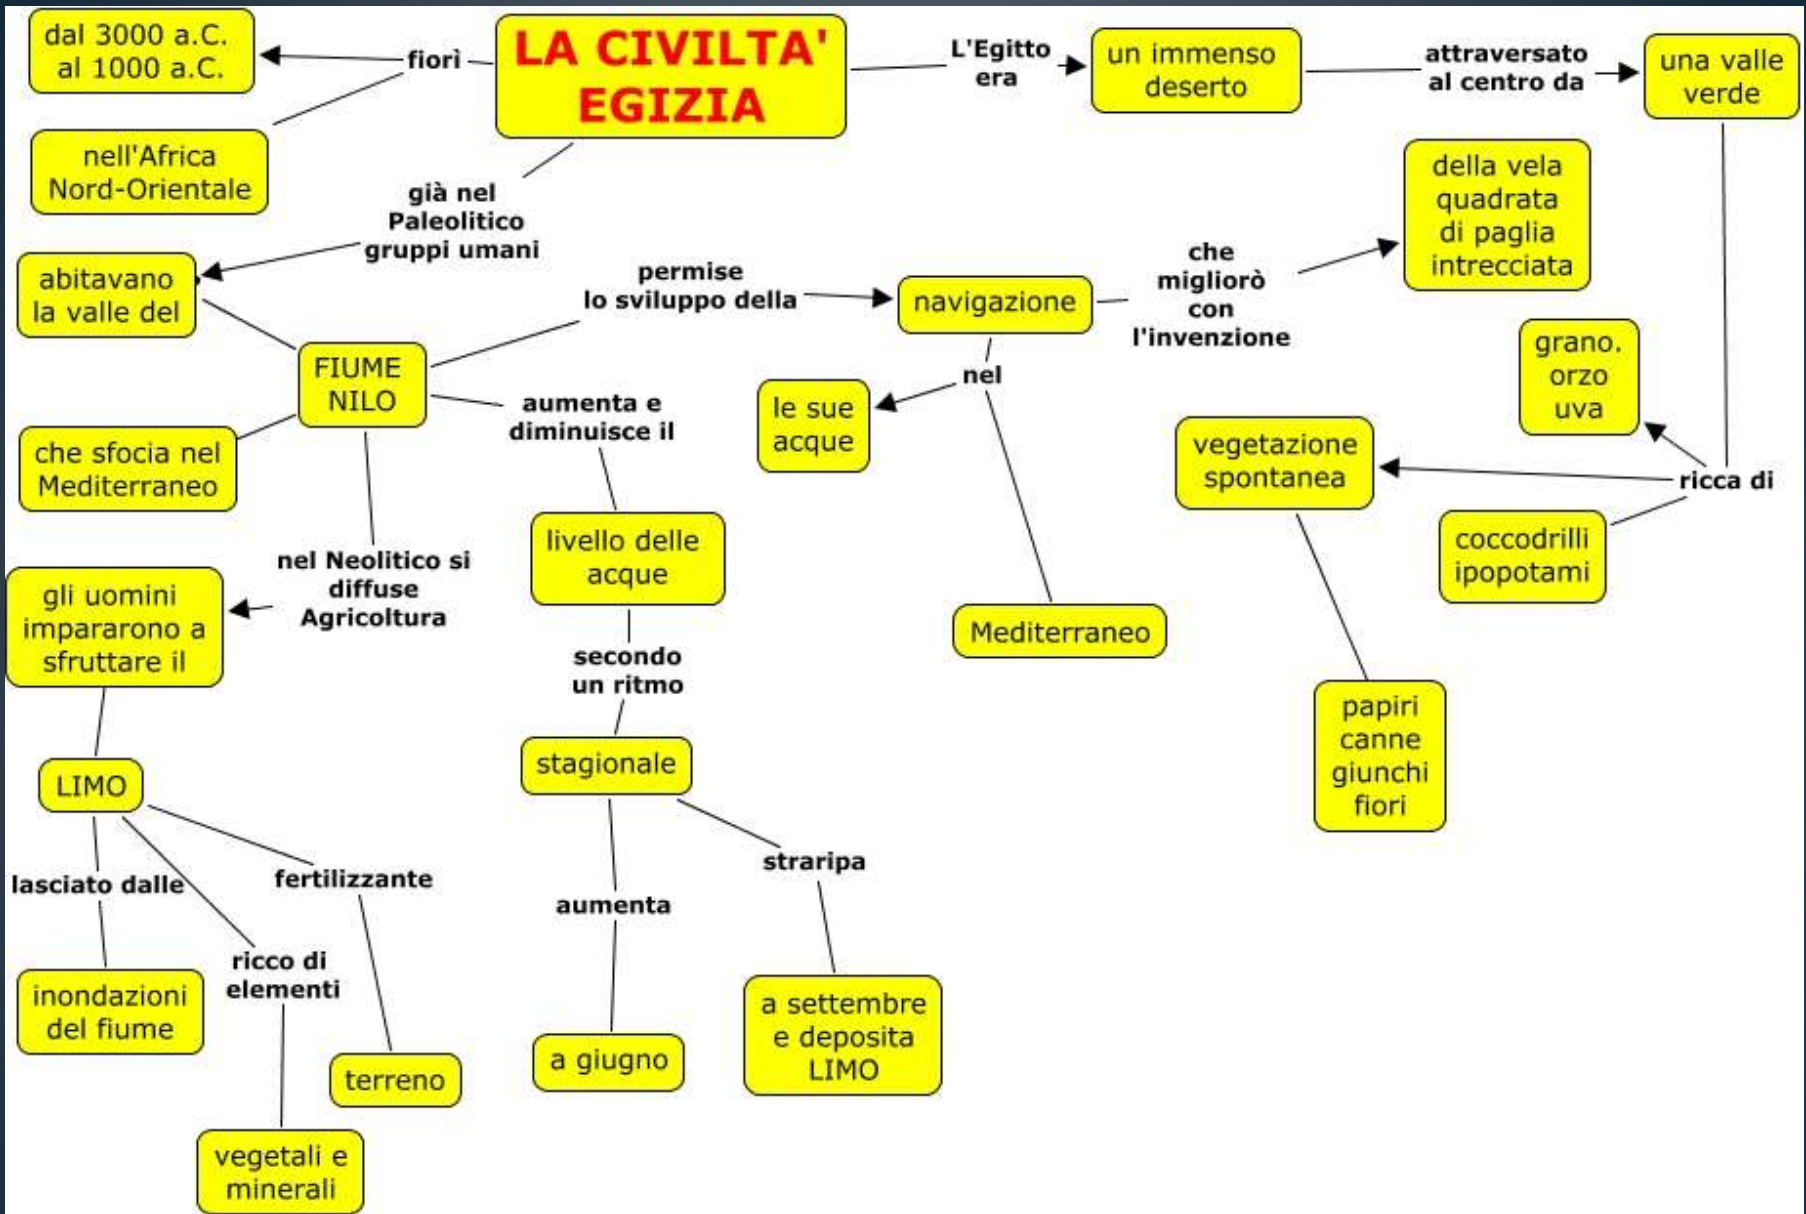 dal 3000 a.C.
al 1000 a.C.
fiorì
LA CIVILTA'
EGIZIA
L'Egitto
era
un immenso
deserto
attraversato
al centro da
una valle
verde
nell'Africa
Nord-Orientale
già nel
Paleolitico
gruppi umani
abitavano
la valle del
permise
lo sviluppo della
navigazione
che
migliorò
con
l'invenzione
della vela
quadrata
di paglia
intrecciata
FIUME
NILO
che sfocia nel
Mediterraneo
aumenta e
diminuisce il
nel
le sue
acque
Mediterraneo
grano.
orzo
uva
vegetazione
spontanea
ricca di
coccodrilli
ipopotami
papiri
canne
giunchi
fiori
nel Neolitico si
diffuse
Agricoltura
gli uomini
impararono a
sfruttare il
livello delle
acque
secondo
un ritmo
stagionale
LIMO
lasciato dalle
fertilizzante
ricco di
elementi
inondazioni
del fiume
terreno
vegetali e
minerali
aumenta
straripa
a giugno
a settembre
e deposita
LIMO